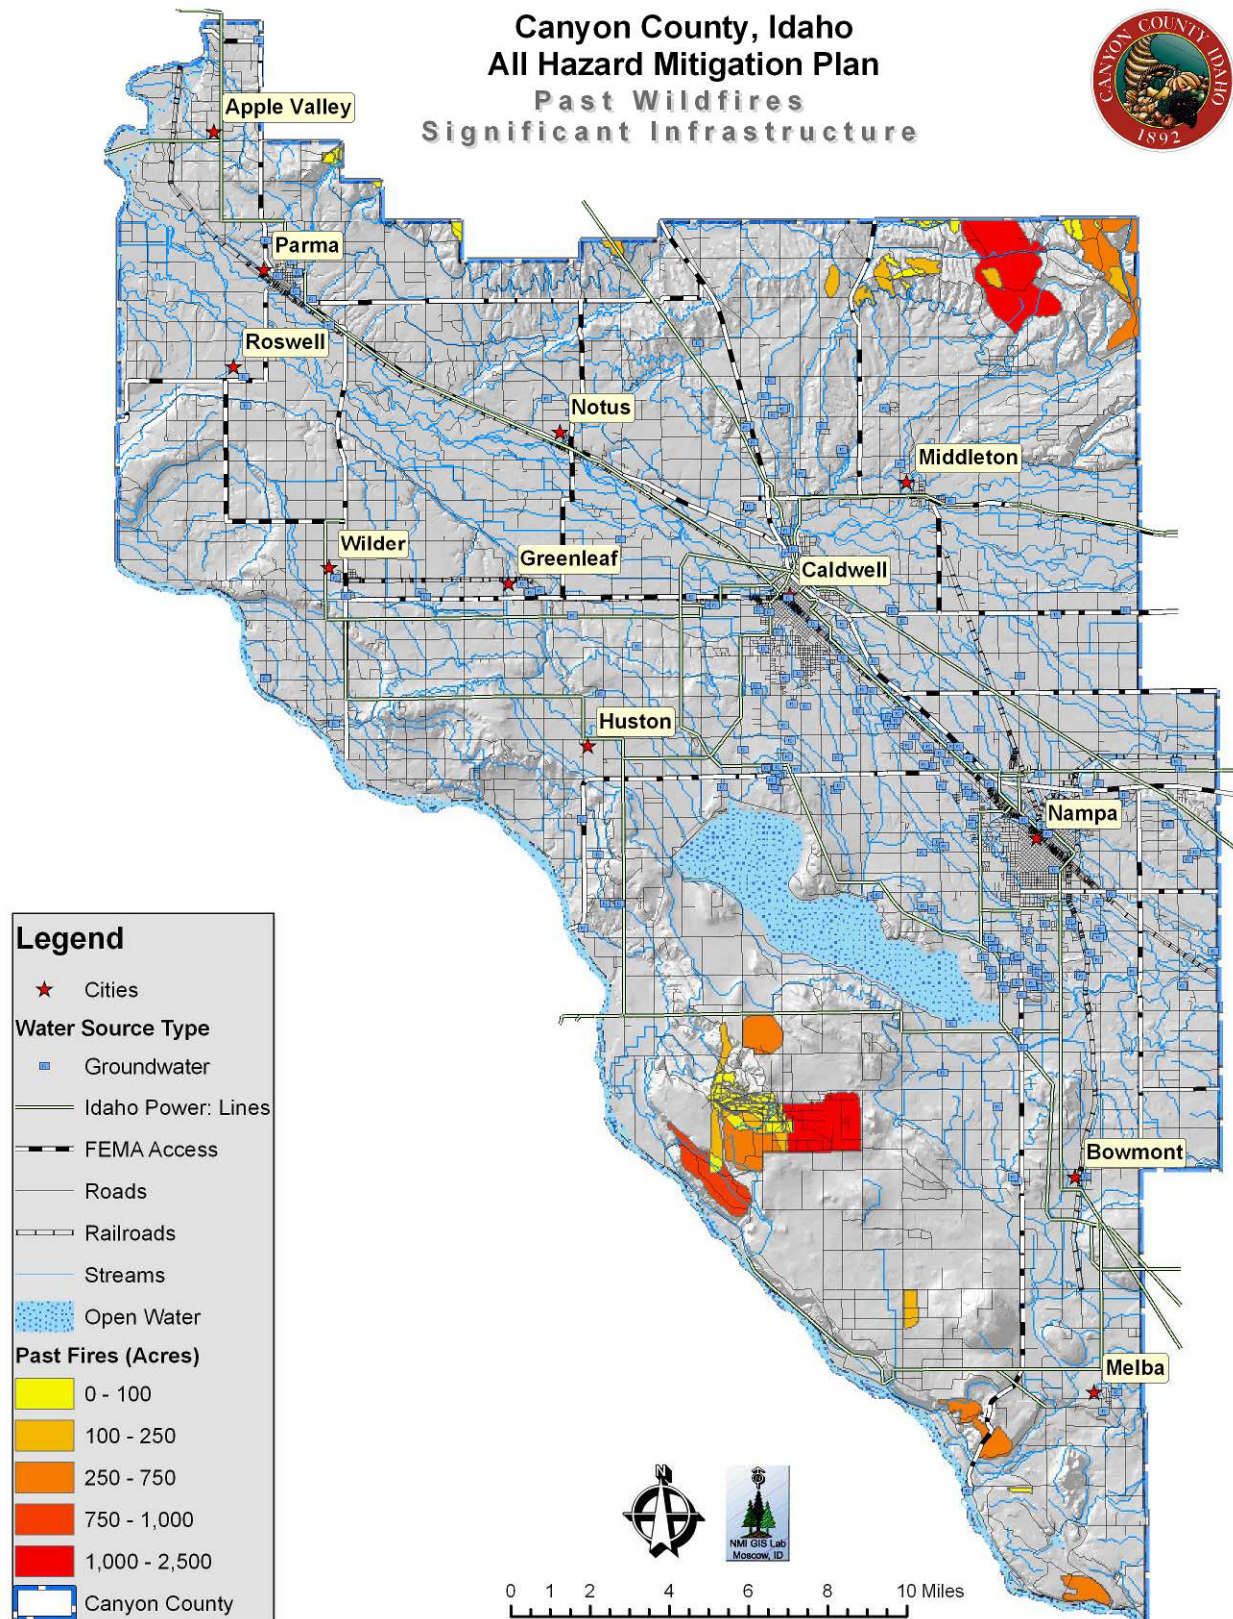 Canyon County, Idaho
All Hazard Mitigation Plan
Past Wildfires
Significant Infrastructure
CANYON COUNTY IDAHO
1892
Apple Valley
Parma
Roswell
Notus
Middleton
Wilder
Greenleaf
Caldwell
Huston
Nampa
Bowmont
Melba
Legend
Cities
Water Source Type
Groundwater
Idaho Power: Lines
FEMA Access
Roads
Railroads
Streams
Open Water
Past Fires (Acres)
0 - 100
100 - 250
250 - 750
750 - 1,000
1,000 - 2,500
Canyon County
N
NMI GIS Lab
Moscow, ID
0 1 2 4 6 8 10 Miles